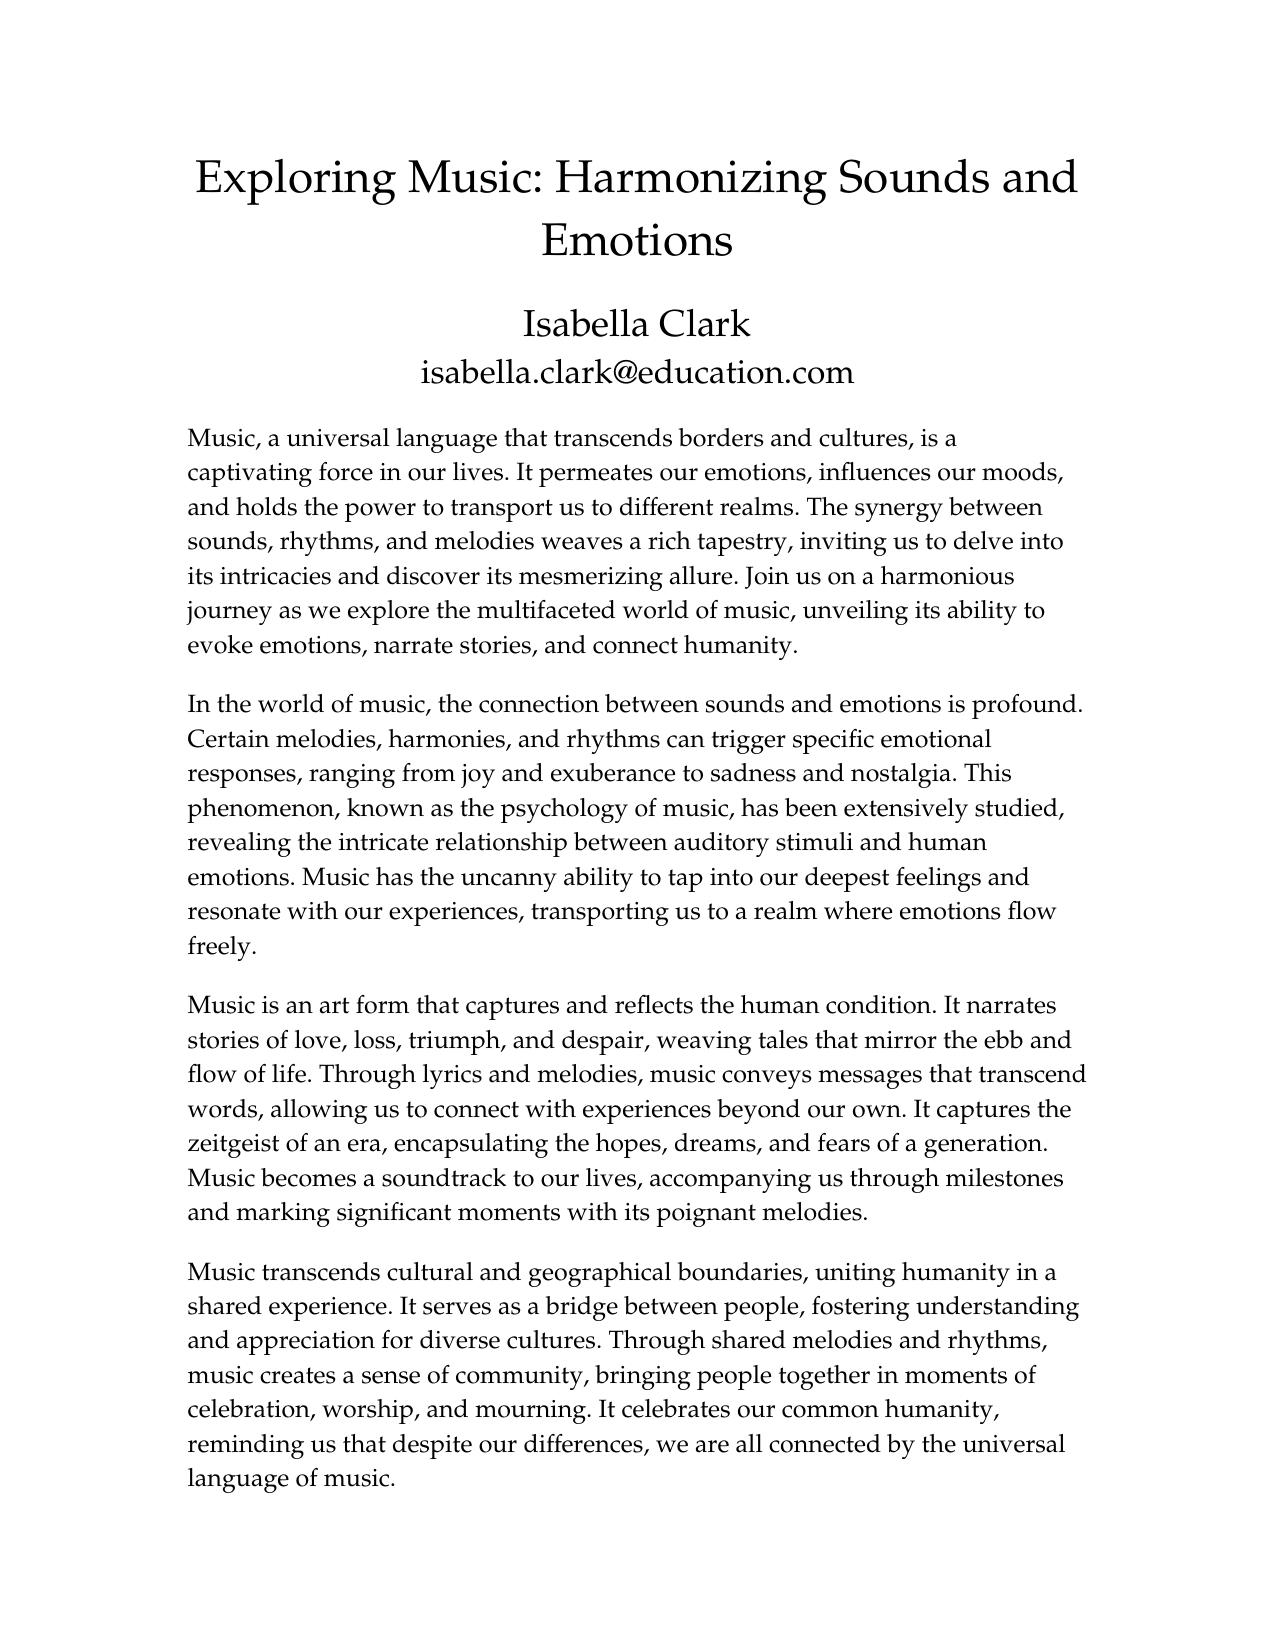 Exploring Music: Harmonizing Sounds and
Emotions
Isabella Clark
isabella.clark@education.com
Music, a universal language that transcends borders and cultures, is a
captivating force in our lives. It permeates our emotions, influences our moods,
and holds the power to transport us to different realms. The synergy between
sounds, rhythms, and melodies weaves a rich tapestry, inviting us to delve into
its intricacies and discover its mesmerizing allure. Join us on a harmonious
journey as we explore the multifaceted world of music, unveiling its ability to
evoke emotions, narrate stories, and connect humanity.
In the world of music, the connection between sounds and emotions is profound.
Certain melodies, harmonies, and rhythms can trigger specific emotional
responses, ranging from joy and exuberance to sadness and nostalgia. This
phenomenon, known as the psychology of music, has been extensively studied,
revealing the intricate relationship between auditory stimuli and human
emotions. Music has the uncanny ability to tap into our deepest feelings and
resonate with our experiences, transporting us to a realm where emotions flow
freely.
Music is an art form that captures and reflects the human condition. It narrates
stories of love, loss, triumph, and despair, weaving tales that mirror the ebb and
flow of life. Through lyrics and melodies, music conveys messages that transcend
words, allowing us to connect with experiences beyond our own. It captures the
zeitgeist of an era, encapsulating the hopes, dreams, and fears of a generation.
Music becomes a soundtrack to our lives, accompanying us through milestones
and marking significant moments with its poignant melodies.
Music transcends cultural and geographical boundaries, uniting humanity in a
shared experience. It serves as a bridge between people, fostering understanding
and appreciation for diverse cultures. Through shared melodies and rhythms,
music creates a sense of community, bringing people together in moments of
celebration, worship, and mourning. It celebrates our common humanity,
reminding us that despite our differences, we are all connected by the universal
language of music.